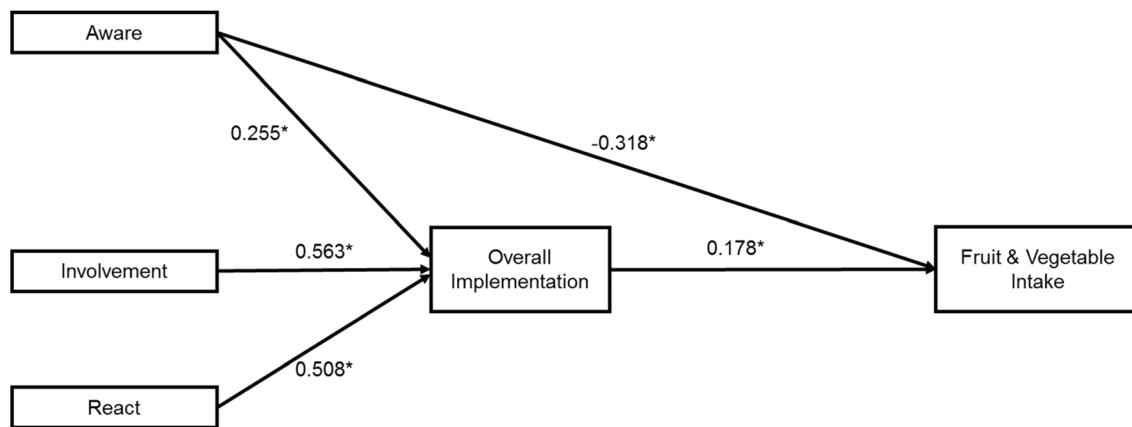 Aware
0.255*
-0.318*
Involvement
0.563*
Overall
Implementation
0.178*
Fruit & Vegetable
Intake
0.508*
React